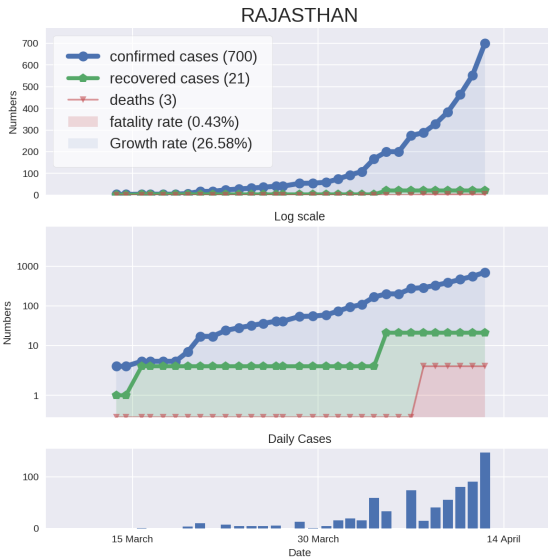 RAJASTHAN
confirmed cases (700)
recovered cases (21)
deaths (3)
fatality rate (0.43%)
Growth rate (26.58%)
Numbers
700
600
500
400
300
200
100
0
Log scale
Numbers
1000
100
10
1
Daily Cases
100
0
15 March
30 March
14 April
Date